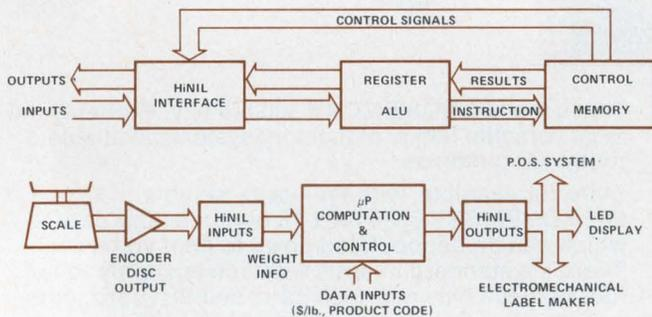 CONTROL SIGNALS
OUTPUTS
INPUTS
HiNIL
INTERFACE
REGISTER
ALU
RESULTS
INSTRUCTION
CONTROL
MEMORY
P.O.S. SYSTEM
SCALE
ENCODER
DISC
OUTPUT
HiNIL
INPUTS
WEIGHT
INFO
μP
COMPUTATION
&
CONTROL
DATA INPUTS
($/lb., PRODUCT CODE)
HiNIL
OUTPUTS
LED
DISPLAY
ELECTROMECHANICAL
LABEL MAKER